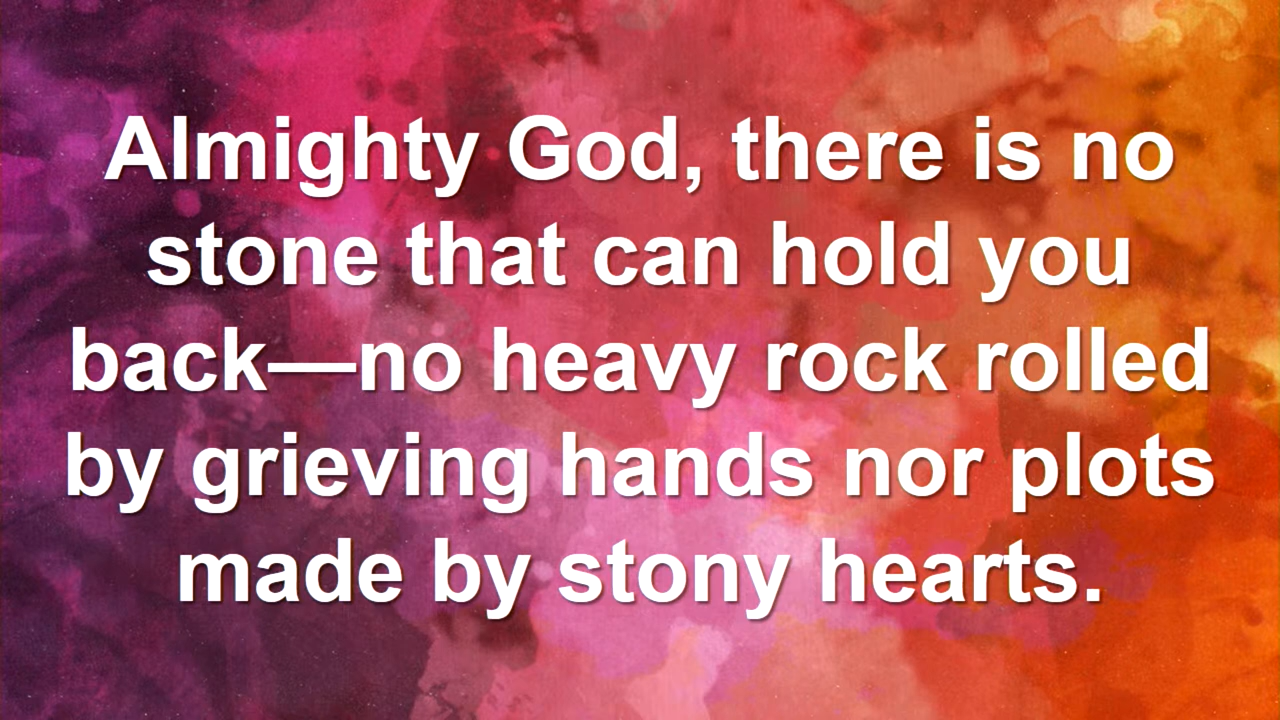 Almighty God, there is no
stone that can hold you
back—no heavy rock rolled
by grieving hands nor plots
made by stony hearts.